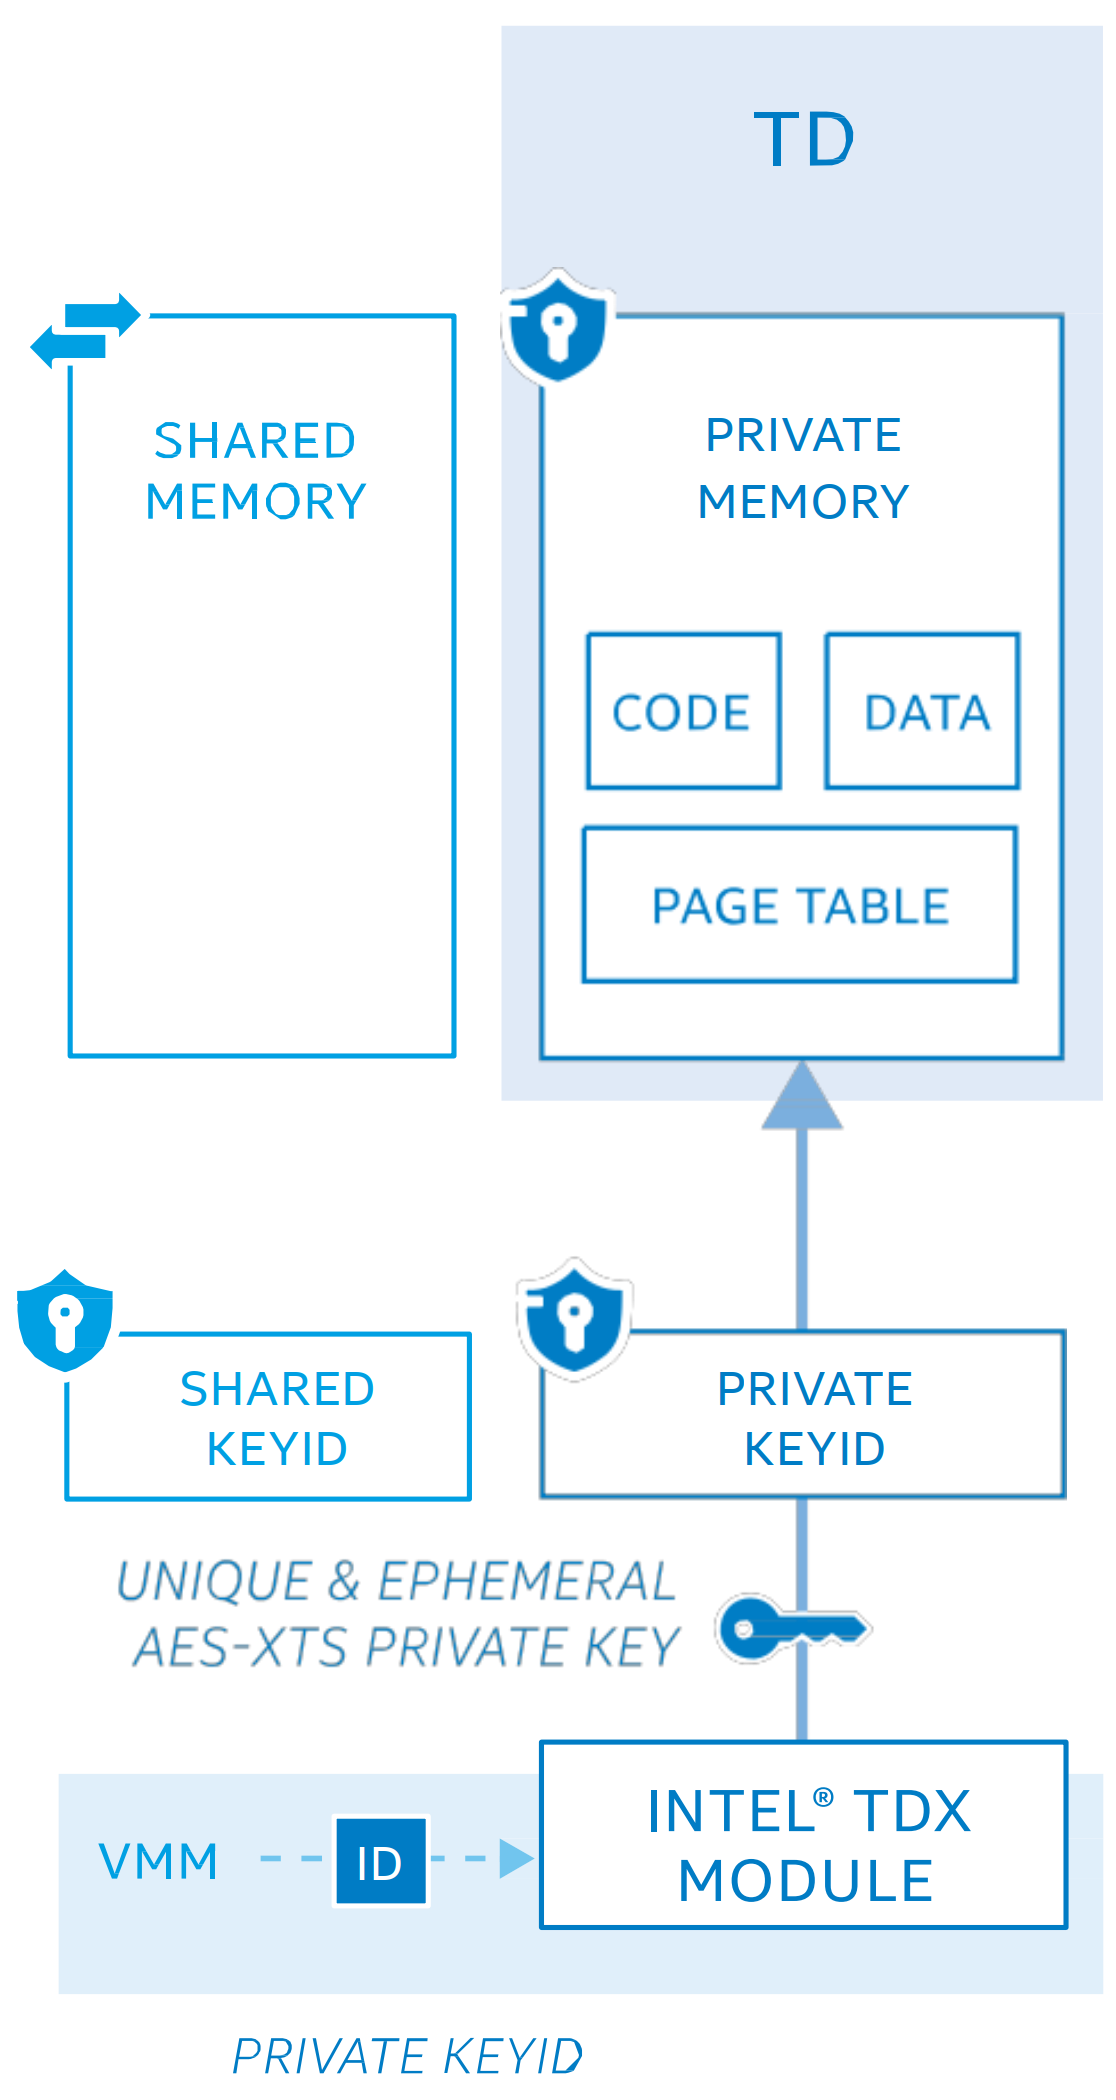 TD
SHARED
MEMORY
PRIVATE
MEMORY
CODE
DATA
PAGE TABLE
SHARED
KEYID
PRIVATE
KEYID
UNIQUE & EPHEMERAL
AES-XTS PRIVATE KEY
VMM
ID
INTEL® TDX
MODULE
PRIVATE KEYID